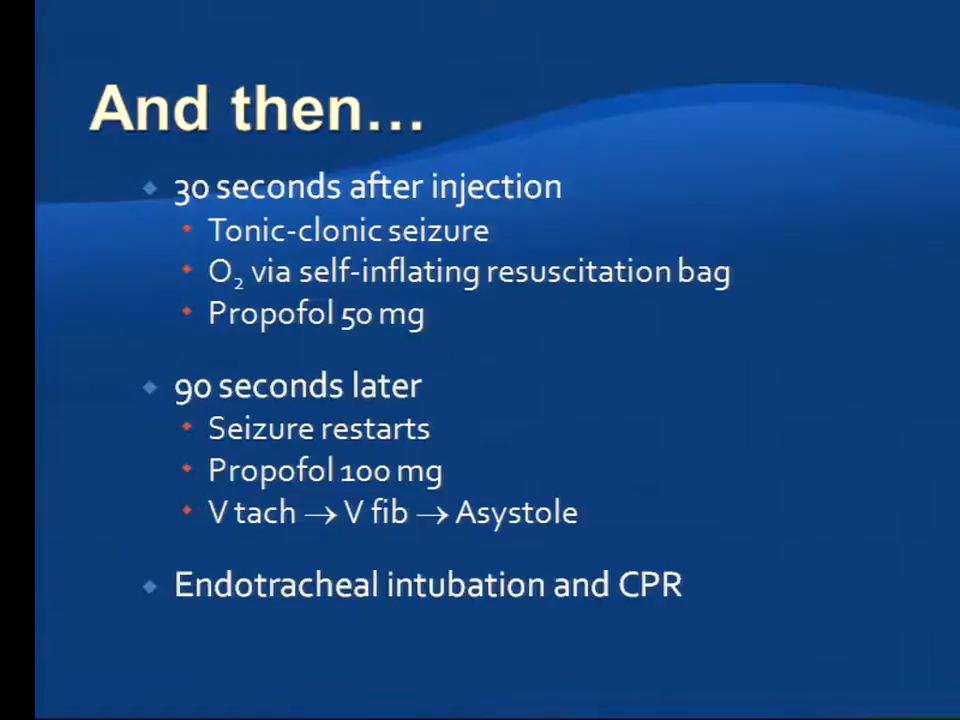 And then…
30 seconds after injection
Tonic-clonic seizure
O₂ via self-inflating resuscitation bag
Propofol 50 mg
90 seconds later
Seizure restarts
Propofol 100 mg
V tach → V fib → Asystole
Endotracheal intubation and CPR